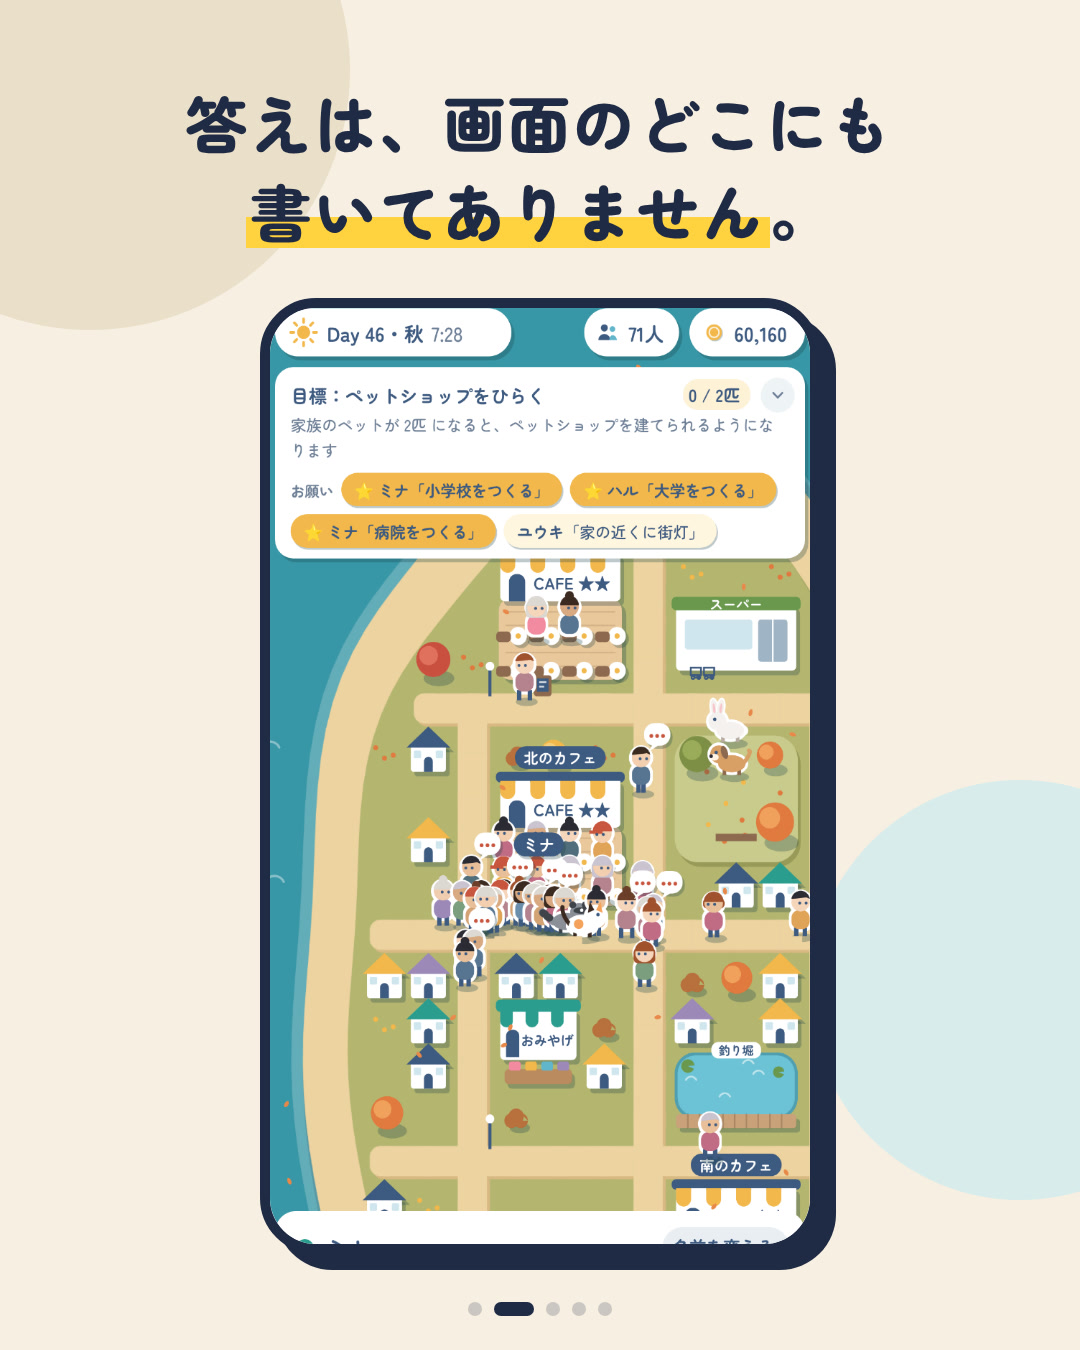 答えは、画面のどこにも
書いてありません。
Day 46・秋 7:28
71人
60,160
目標：ペットショップをひらく
0 / 2匹
家族のペットが 2匹 になると、ペットショップを建てられるようにな
ります
お願い
ミナ「小学校をつくる」
ハル「大学をつくる」
ミナ「病院をつくる」
ユウキ「家の近くに街灯」
CAFE ★★
スーパー
北のカフェ
CAFE ★★
ミナ
おみやげ
釣り堀
南のカフェ